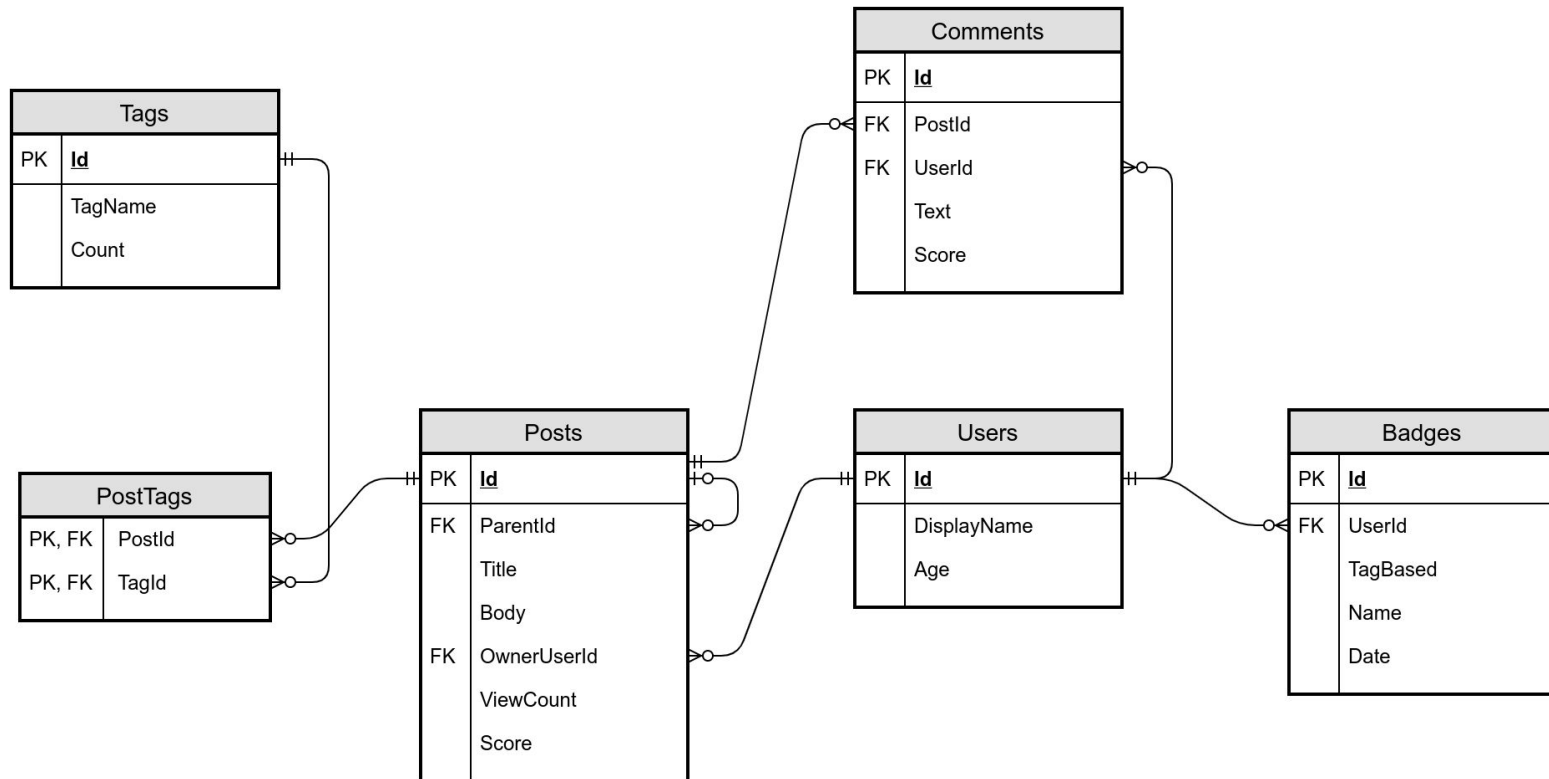 Comments
PK Id
FK PostId
FK UserId
Text
Score
Tags
PK Id
TagName
Count
Posts
PK Id
FK ParentId
Title
Body
FK OwnerUserId
ViewCount
Score
Users
PK Id
DisplayName
Age
Badges
PK Id
FK UserId
TagBased
Name
Date
PostTags
PK, FK PostId
PK, FK TagId